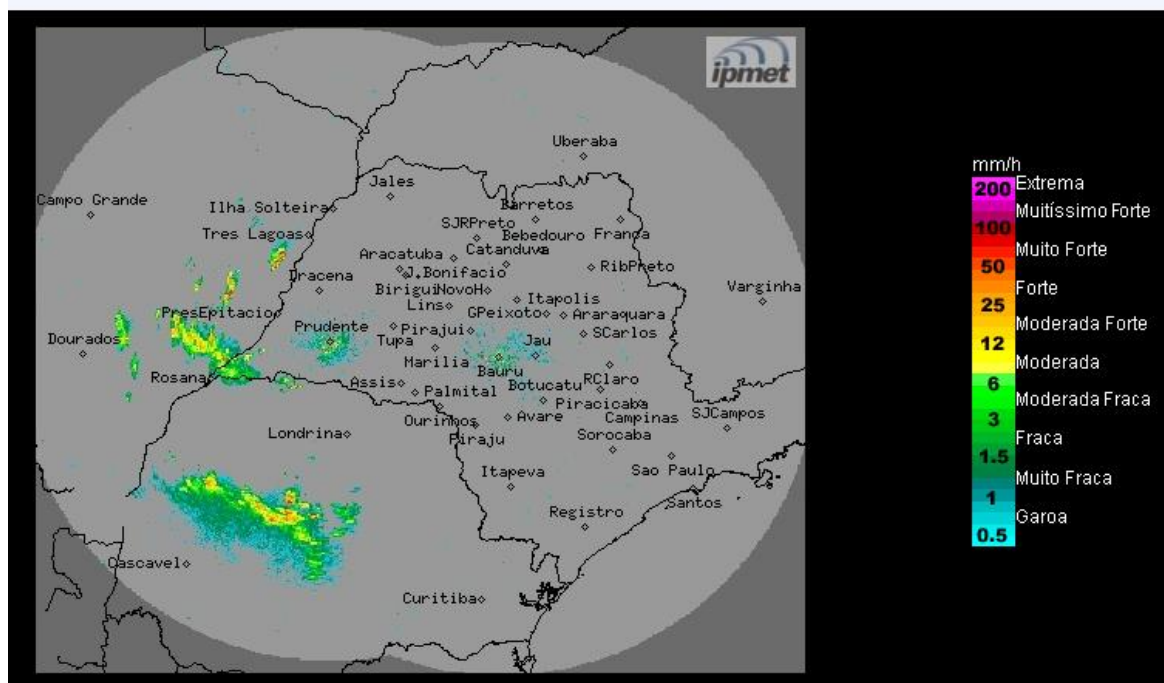 ipmet
Uberaba
Jales
Campo Grande
Ilha Solteira
Barretos
SJRPreto
Franca
Tres Lagoas
Bebedouro
Aracatuba
Catanduva
J.Bonifacio
RibPreto
Dracena
BiriguiNovoH
Varginha
Lins
Itapolis
PresEpitacio
GPeixoto
Araraquara
Prudente
Pirajui
SCarlos
Dourados
Tupa
Jau
Marilia
Bauru
Rosana
Assis
Botucatu
RClaro
Palmital
Piracicaba
Ourinhos
Avare
Campinas
SJCampos
Londrina
Piraju
Sorocaba
Itapeva
Sao Paulo
Santos
Registro
Cascavel
Curitiba
mm/h
200 Extrema
Muitíssimo Forte
100
Muito Forte
50
Forte
25
Moderada Forte
12
Moderada
6
Moderada Fraca
3
Fraca
1.5
Muito Fraca
1
Garoa
0.5